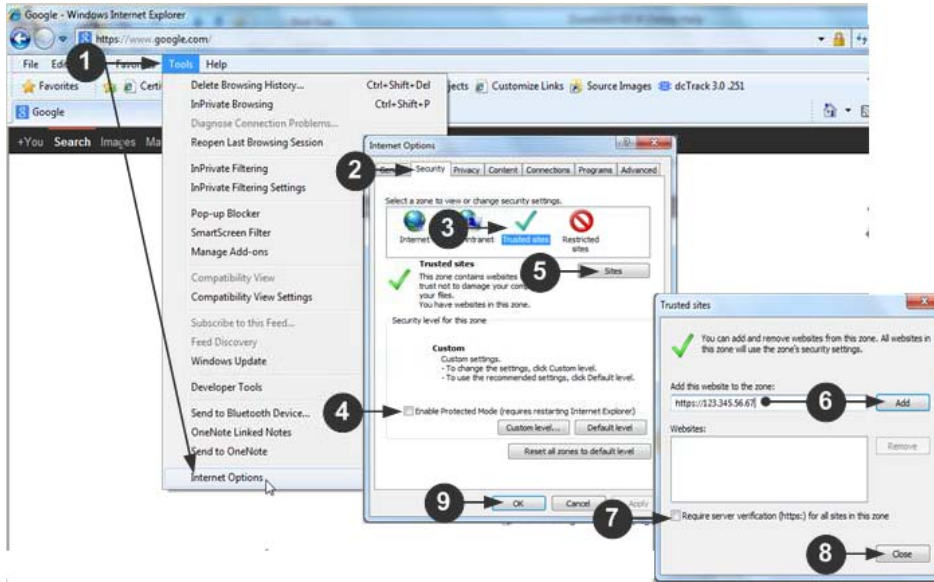 Google - Windows Internet Explorer
https://www.google.com/
File Favorites Tools Help
1
Favorites Customize Links Source Images dcTrack 3.0 .251
Google
+You Search Images
Delete Browsing History... Ctrl+Shift+Del
InPrivate Browsing Ctrl+Shift+P
Diagnose Connection Problems...
Reopen Last Browsing Session
InPrivate Filtering
InPrivate Filtering Settings
Pop-up Blocker
SmartScreen Filter
Manage Add-ons
Compatibility View
Compatibility View Settings
Subscribe to this Feed...
Feed Discovery
Windows Update
Developer Tools
Send to Bluetooth Device...
OneNote Linked Notes
Send to OneNote
Internet Options
Internet Options
2
Security Privacy Content Connections Programs Advanced
Select a zone to view or change security settings.
3
Internet Trusted sites Restricted
sites
Trusted sites
5
Sites
This zone contains websites
trust not to damage your
your files.
You have websites in this zone.
Security level for this zone
Custom
Custom settings.
- To change the settings, click Custom level.
- To use the recommended settings, click Default level.
4
Enable Protected Mode (requires restarting Internet Explorer)
Custom level... Default level
Reset all zones to default level
9
OK Cancel Apply
Trusted sites
You can add and remove websites from this zone. All websites in
this zone will use the zone's security settings.
Add this website to the zone:
https://123.345.56.67
6
Add
Websites:
Remove
7
Require server verification (https:) for all sites in this zone
8
Close